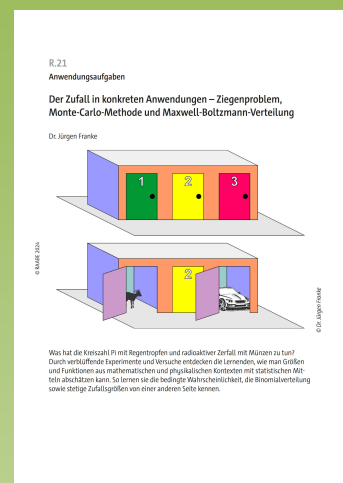 R.21
Anwendungsaufgaben
Der Zufall in konkreten Anwendungen – Ziegenproblem,
Monte-Carlo-Methode und Maxwell-Boltzmann-Verteilung
Dr. Jürgen Franke
1 2 3
2
© RAABE 2024
© Dr. Jürgen Franke
Was hat die Kreiszahl Pi mit Regentropfen und radioaktiver Zerfall mit Münzen zu tun?
Durch verblüffende Experimente und Versuche entdecken die Lernenden, wie man Größen
und Funktionen aus mathematischen und physikalischen Kontexten mit statistischen Mit-
teln abschätzen kann. So lernen sie die bedingte Wahrscheinlichkeit, die Binomialverteilung
sowie stetige Zufallsgrößen von einer anderen Seite kennen.